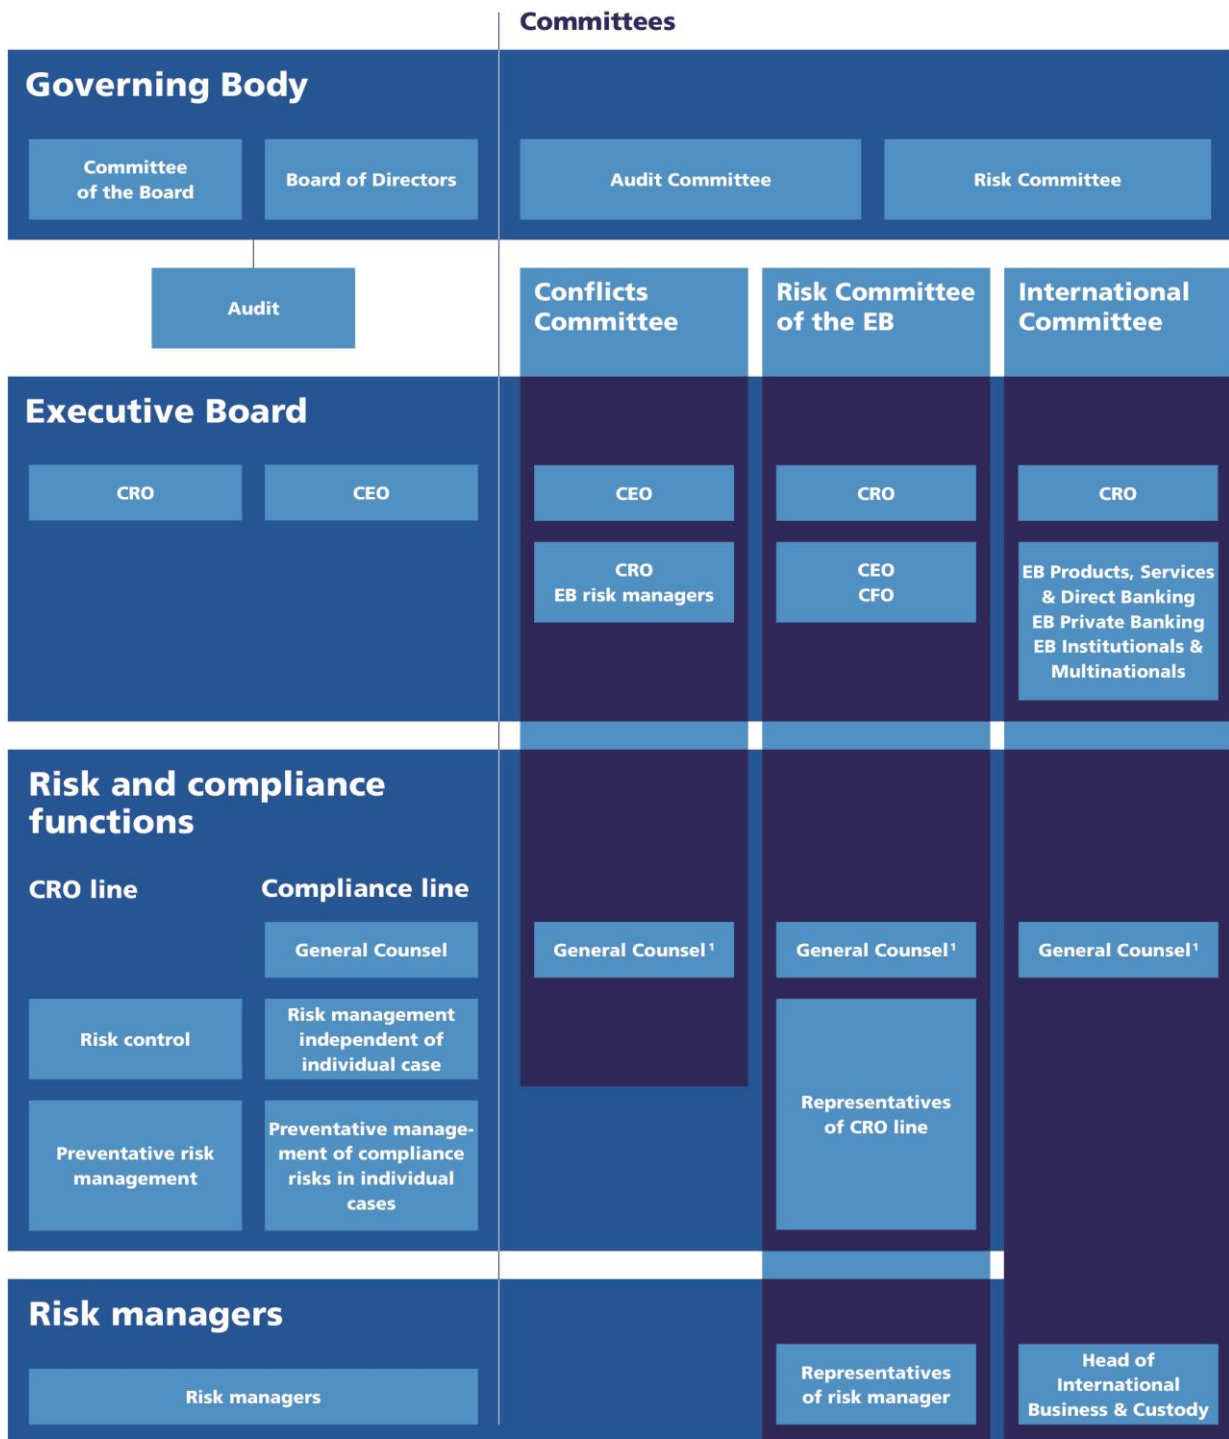 Committees
Governing Body
Committee
of the Board
Board of Directors
Audit Committee
Risk Committee
Audit
Conflicts
Committee
Risk Committee
of the EB
International
Committee
Executive Board
CRO
CEO
CEO
CRO
CRO
CRO
EB risk managers
CEO
CFO
EB Products, Services
& Direct Banking
EB Private Banking
EB Institutionals &
Multinationals
Risk and compliance
functions
CRO line
Compliance line
General Counsel
General Counsel¹
General Counsel¹
General Counsel¹
Risk control
Risk management
independent of
individual case
Representatives
of CRO line
Preventative risk
management
Preventative manage-
ment of compliance
risks in individual
cases
Risk managers
Risk managers
Representatives
of risk manager
Head of
International
Business & Custody